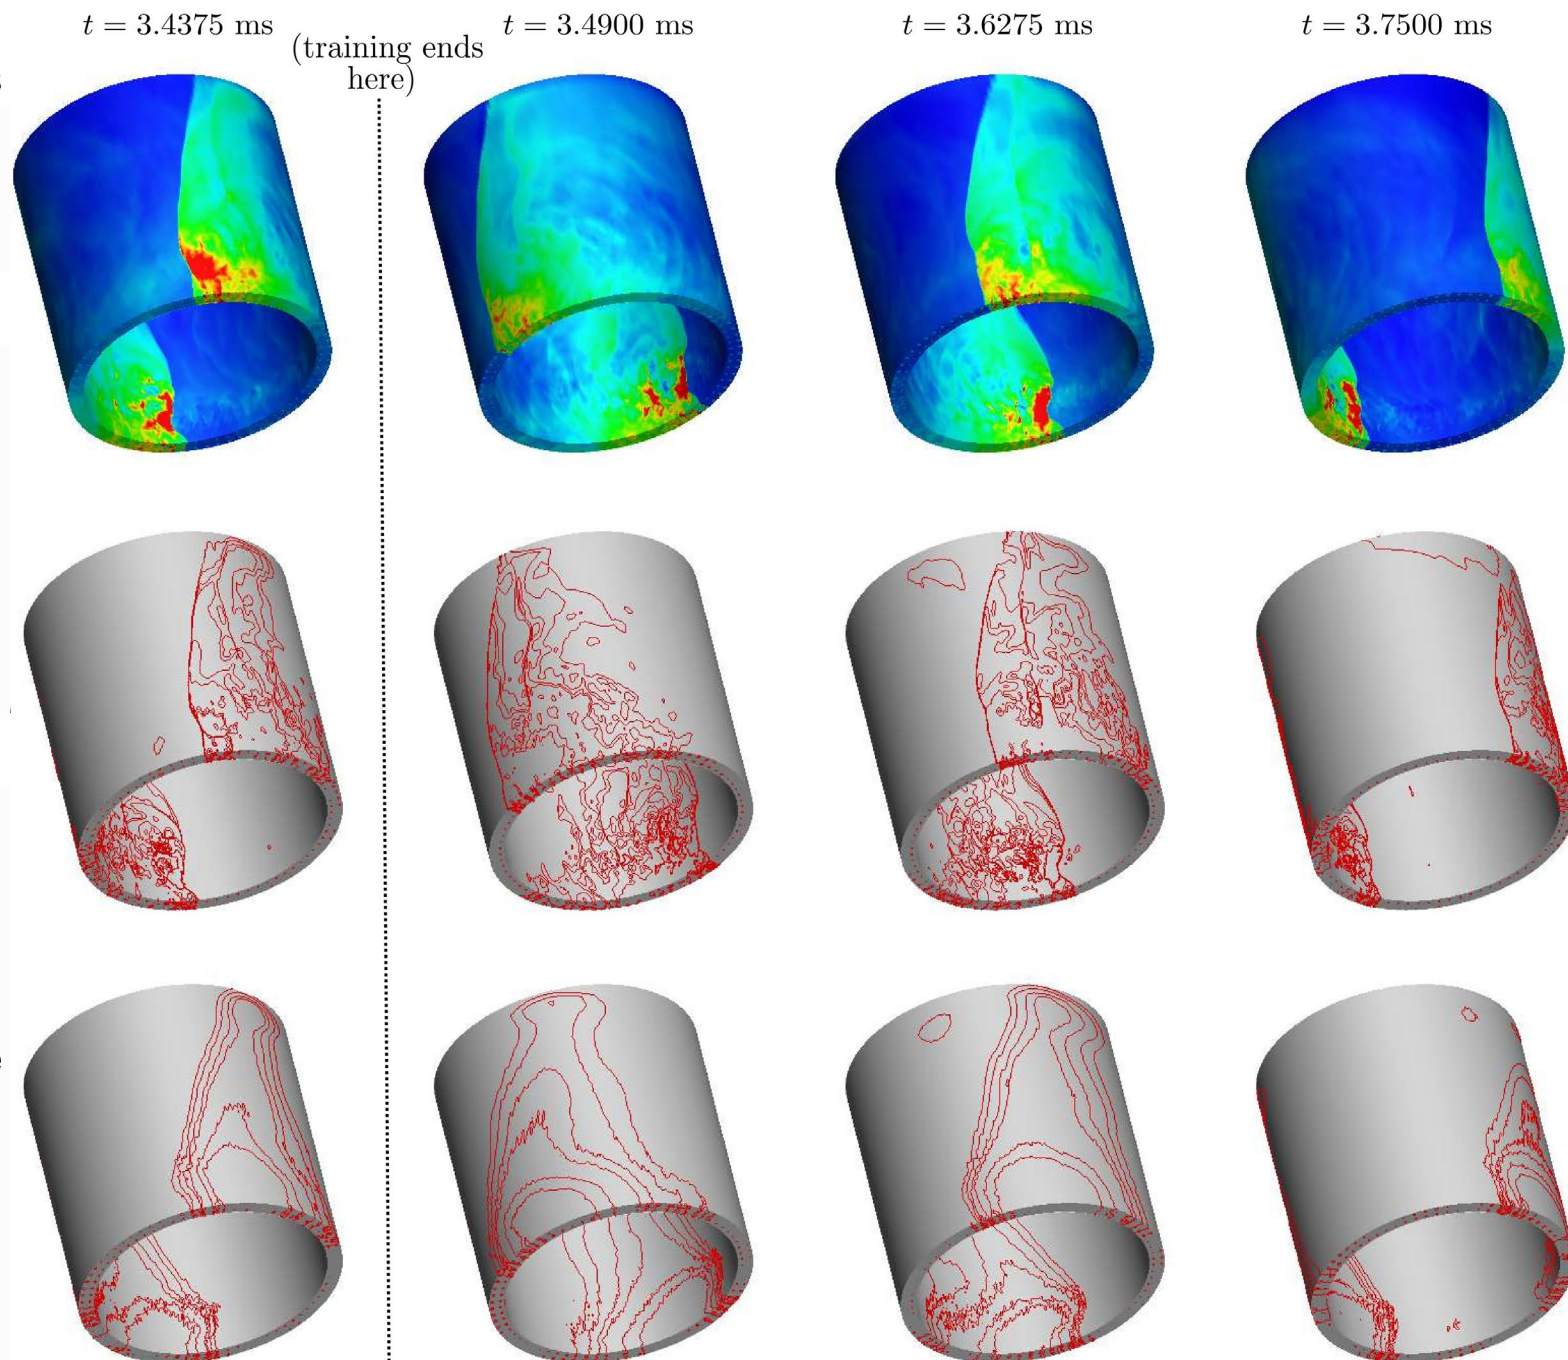 t = 3.4375 ms
(training ends
here)
t = 3.4900 ms
t = 3.6275 ms
t = 3.7500 ms